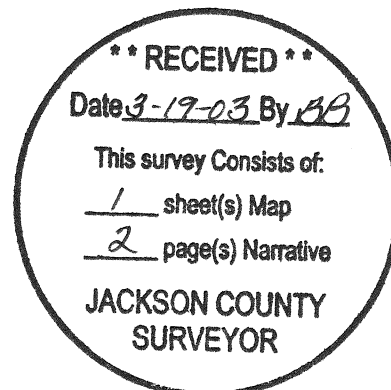 ** RECEIVED **
Date 3-19-03 By BB
This survey Consists of:
1 sheet(s) Map
2 page(s) Narrative
JACKSON COUNTY
SURVEYOR